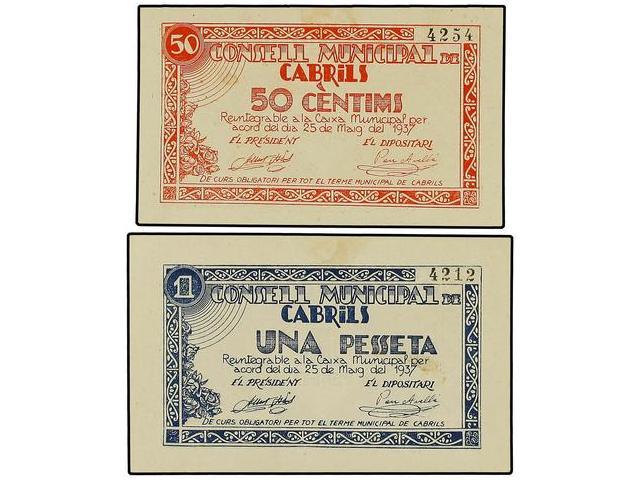 50
4254
CONSELL MUNICIPAL DE
CABRILS
50 CÈNTIMS
Reintegrable a la Caixa Municipal per
acord del dia 25 de Maig del 1937
EL PRESIDENT EL DIPOSITARI
DE CURS OBLIGATORI PER TOT EL TERME MUNICIPAL DE CABRILS
1
4212
CONSELL MUNICIPAL DE
CABRILS
UNA PESSETA
Reintegrable a la Caixa Municipal per
acord del dia 25 de Maig del 1937
EL PRESIDENT EL DIPOSITARI
DE CURS OBLIGATORI PER TOT EL TERME MUNICIPAL DE CABRILS